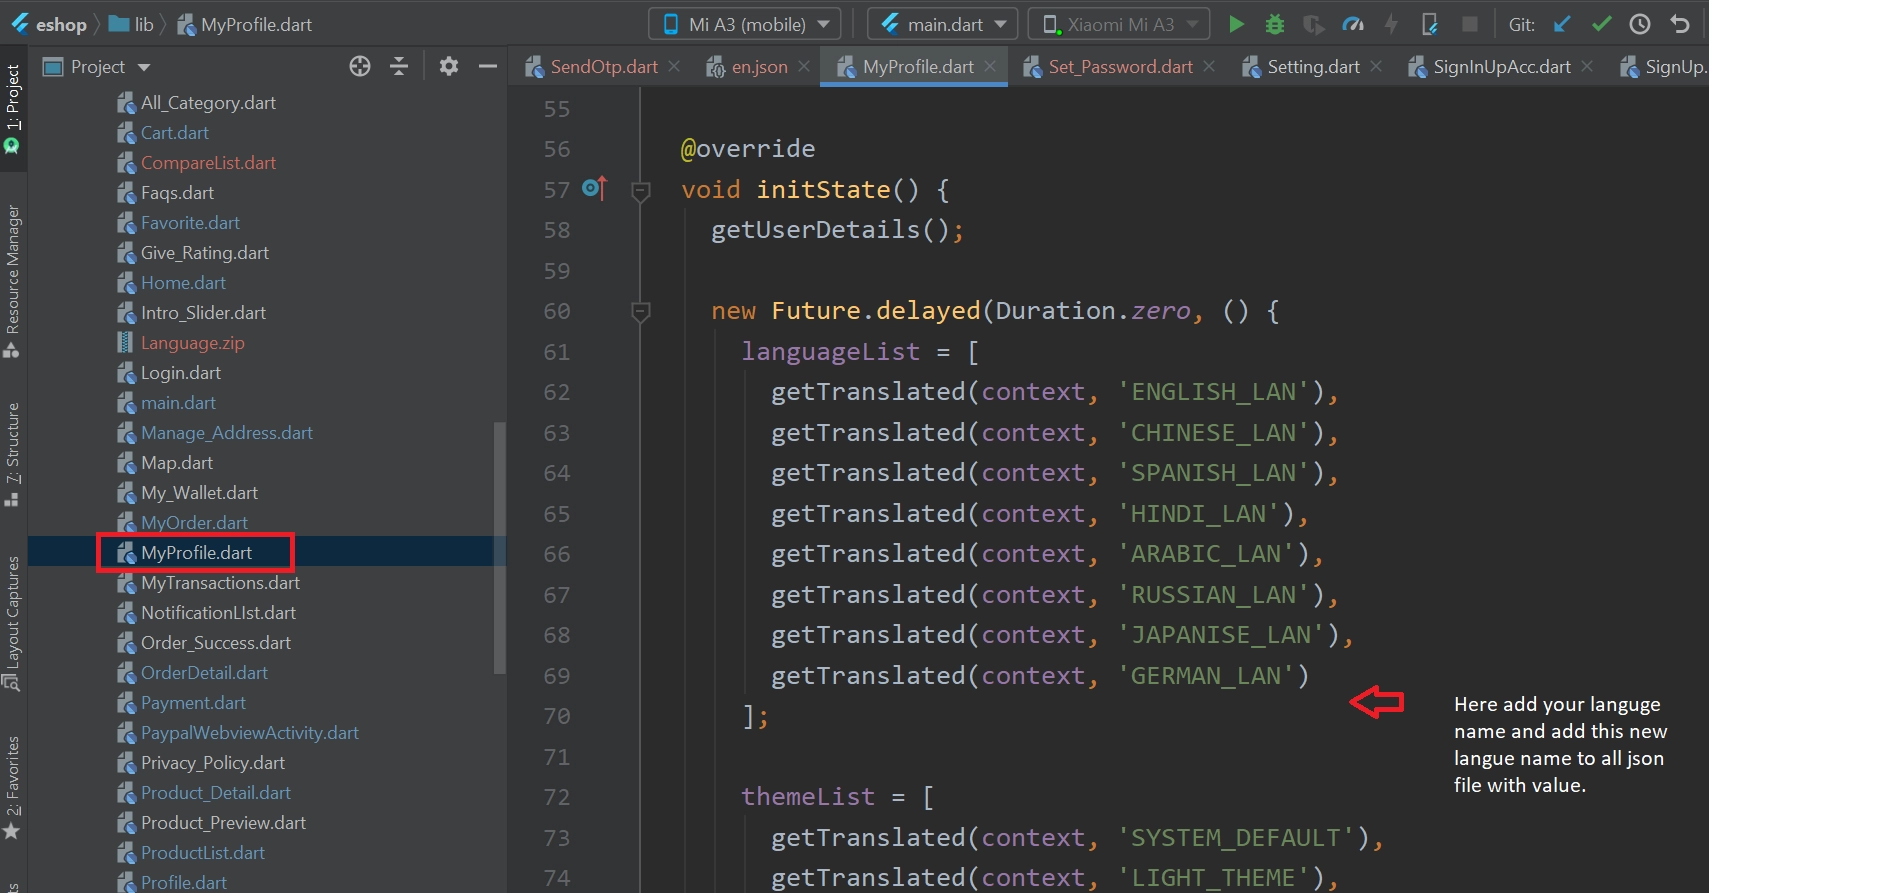 eshop lib MyProfile.dart Mi A3 (mobile) main.dart Xiaomi Mi A3 Git:
Project SendOtp.dart en.json MyProfile.dart Set_Password.dart Setting.dart SignInUpAcc.dart SignUp.
1: Project
Resource Manager
7: Structure
Layout Captures
2: Favorites
All_Category.dart
Cart.dart
CompareList.dart
Faqs.dart
Favorite.dart
Give_Rating.dart
Home.dart
Intro_Slider.dart
Language.zip
Login.dart
main.dart
Manage_Address.dart
Map.dart
My_Wallet.dart
MyOrder.dart
MyProfile.dart
MyTransactions.dart
NotificationLIst.dart
Order_Success.dart
OrderDetail.dart
Payment.dart
PaypalWebviewActivity.dart
Privacy_Policy.dart
Product_Detail.dart
Product_Preview.dart
ProductList.dart
Profile.dart
55
56 @override
57 void initState() {
58 getUserDetails();
59
60 new Future.delayed(Duration.zero, () {
61 languageList = [
62 getTranslated(context, 'ENGLISH_LAN'),
63 getTranslated(context, 'CHINESE_LAN'),
64 getTranslated(context, 'SPANISH_LAN'),
65 getTranslated(context, 'HINDI_LAN'),
66 getTranslated(context, 'ARABIC_LAN'),
67 getTranslated(context, 'RUSSIAN_LAN'),
68 getTranslated(context, 'JAPANISE_LAN'),
69 getTranslated(context, 'GERMAN_LAN')
70 ];
71
72 themeList = [
73 getTranslated(context, 'SYSTEM_DEFAULT'),
74 getTranslated(context, 'LIGHT_THEME'),
Here add your languge
name and add this new
langue name to all json
file with value.